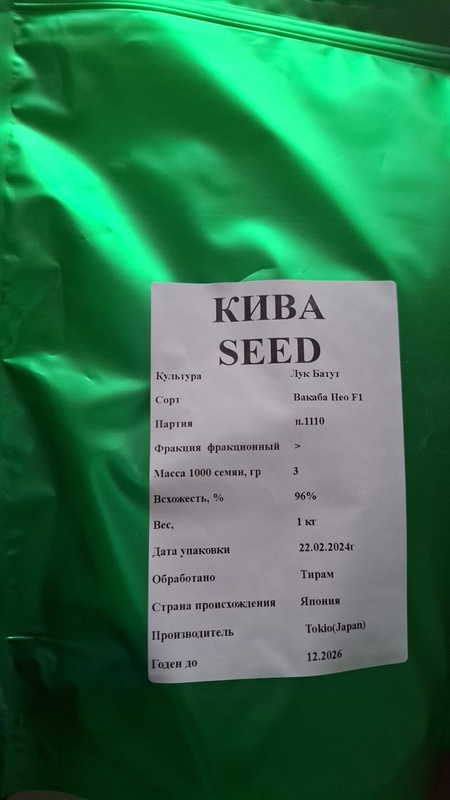 КИВА
SEED
Культура Лук Батут
Сорт Вакаба Нео F1
Партия п.1110
Фракция фракционный >
Масса 1000 семян, гр 3
Всхожесть, % 96%
Вес, 1 кг
Дата упаковки 22.02.2024г
Обработано Тирам
Страна происхождения Япония
Производитель Tokio(Japan)
Годен до 12.2026